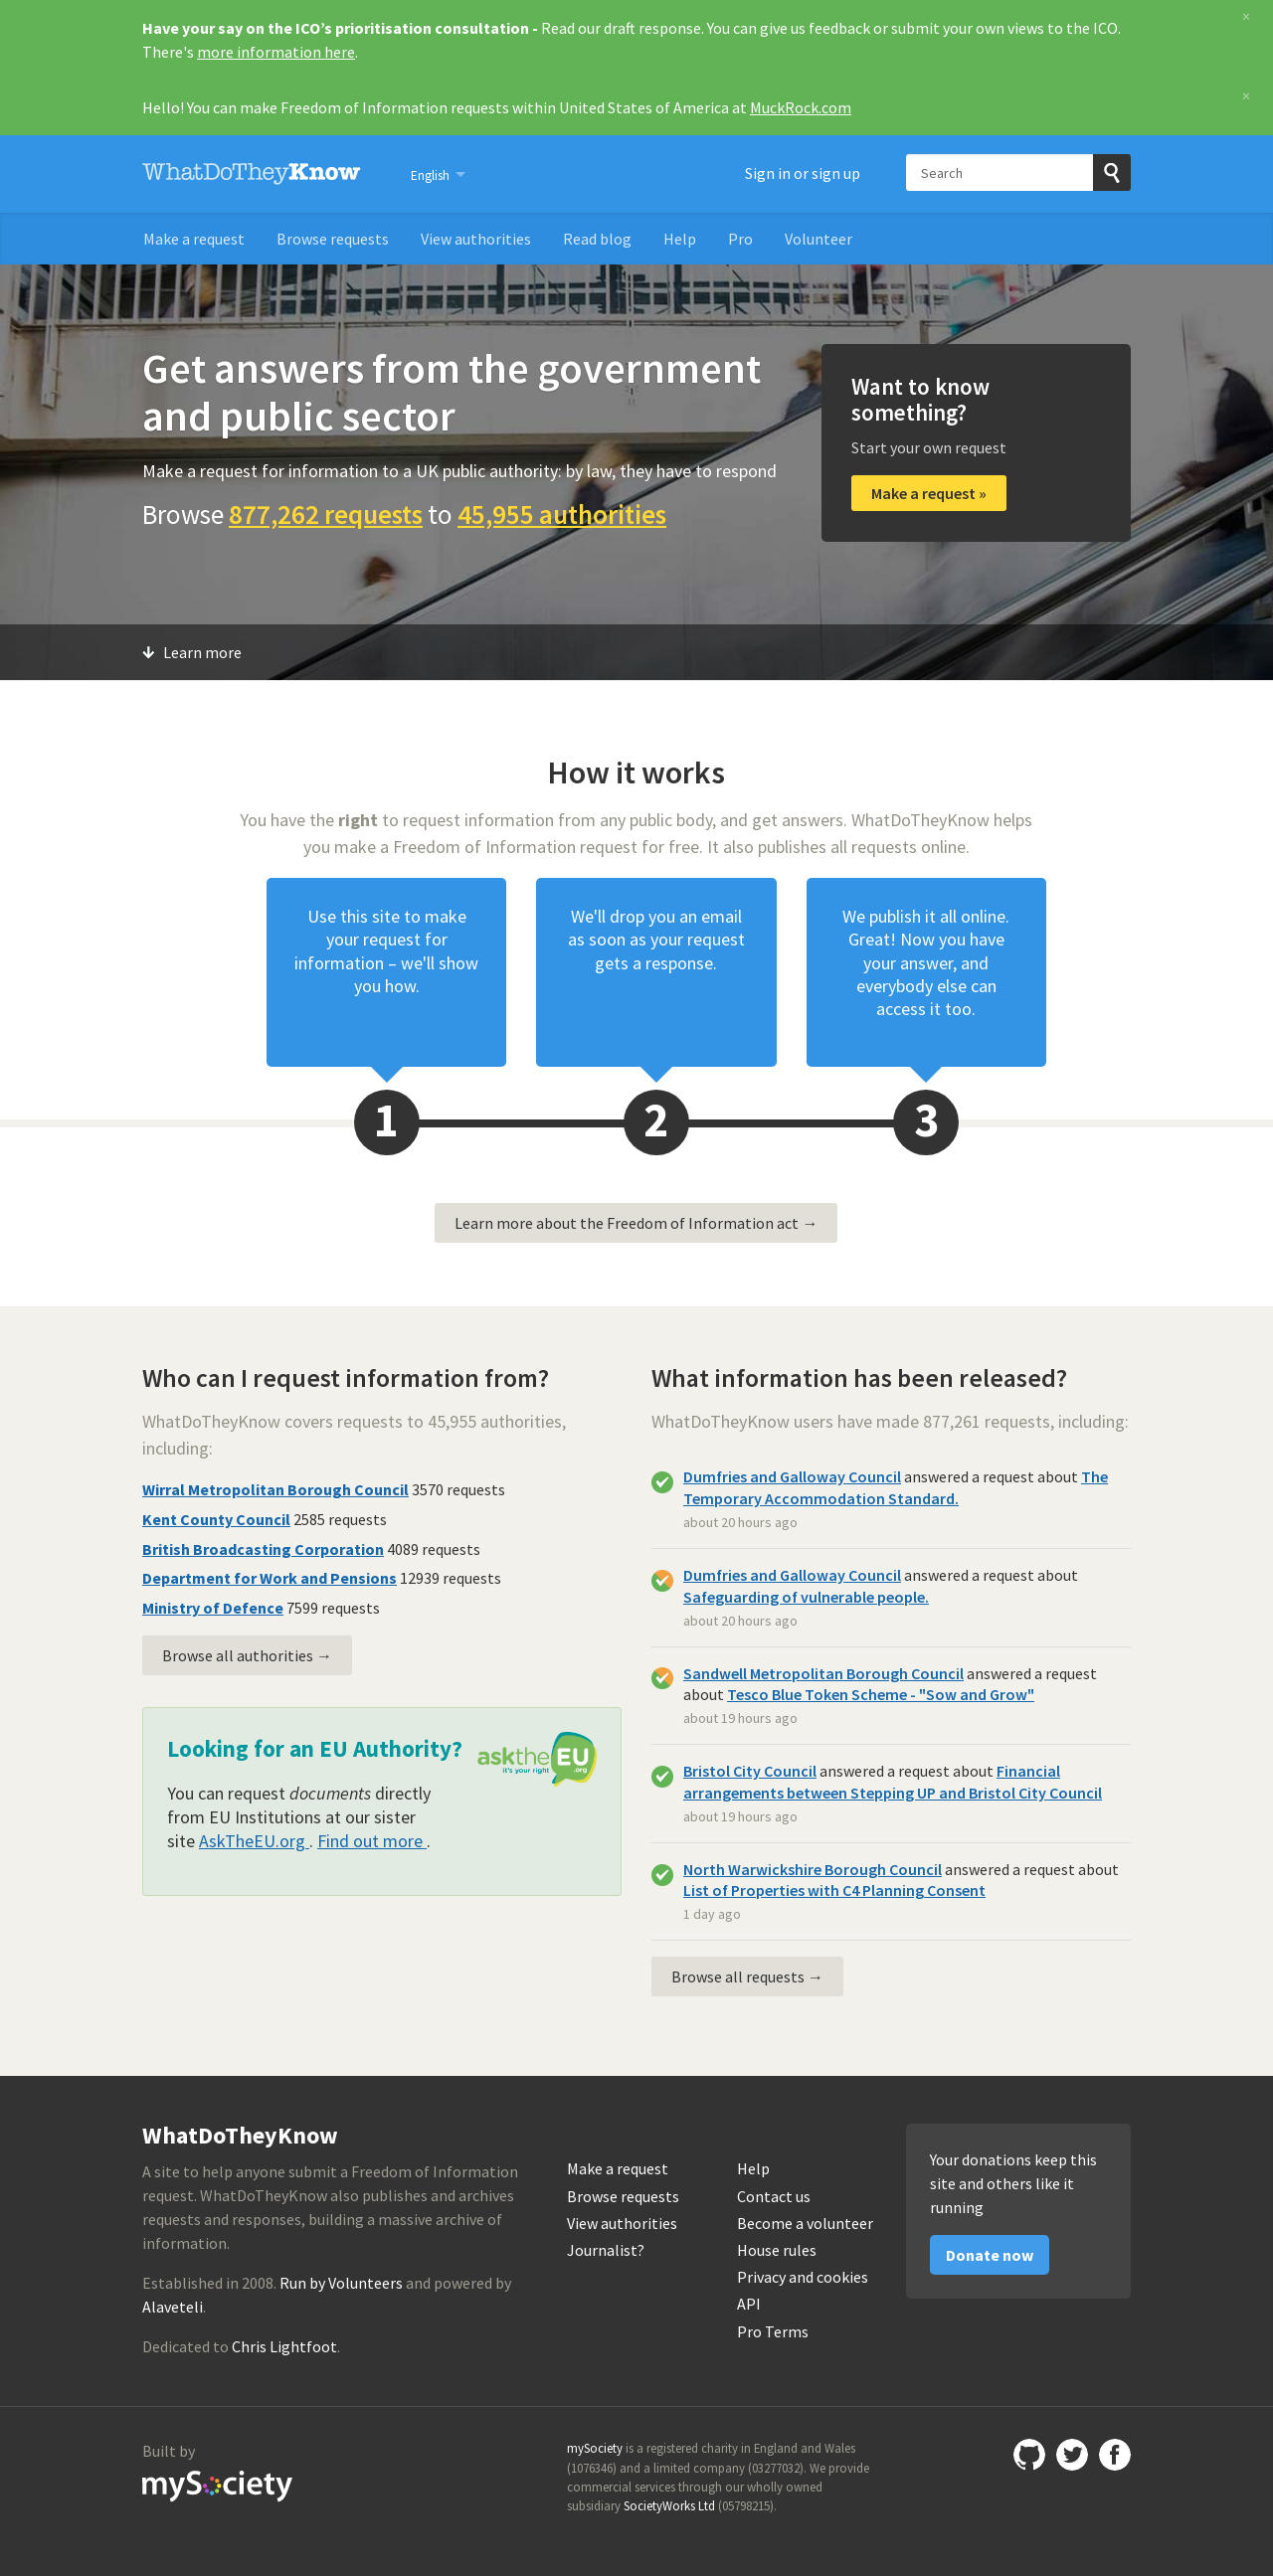 Have your say on the ICO’s prioritisation consultation - Read our draft response. You can give us feedback or submit your own views to the ICO.
There's more information here.
×
Hello! You can make Freedom of Information requests within United States of America at MuckRock.com
×
WhatDoTheyKnow
English
Sign in or sign up
Search
Make a request
Browse requests
View authorities
Read blog
Help
Pro
Volunteer
Get answers from the government
and public sector
Make a request for information to a UK public authority: by law, they have to respond
Browse 877,262 requests to 45,955 authorities
Want to know
something?
Start your own request
Make a request »
Learn more
How it works
You have the right to request information from any public body, and get answers. WhatDoTheyKnow helps
you make a Freedom of Information request for free. It also publishes all requests online.
Use this site to make
your request for
information – we'll show
you how.
We'll drop you an email
as soon as your request
gets a response.
We publish it all online.
Great! Now you have
your answer, and
everybody else can
access it too.
1
2
3
Learn more about the Freedom of Information act →
Who can I request information from?
WhatDoTheyKnow covers requests to 45,955 authorities,
including:
Wirral Metropolitan Borough Council 3570 requests
Kent County Council 2585 requests
British Broadcasting Corporation 4089 requests
Department for Work and Pensions 12939 requests
Ministry of Defence 7599 requests
Browse all authorities →
Looking for an EU Authority?
asktheEU.org
it's your right
You can request documents directly
from EU Institutions at our sister
site AskTheEU.org . Find out more .
What information has been released?
WhatDoTheyKnow users have made 877,261 requests, including:
Dumfries and Galloway Council answered a request about The
Temporary Accommodation Standard.
about 20 hours ago
Dumfries and Galloway Council answered a request about
Safeguarding of vulnerable people.
about 20 hours ago
Sandwell Metropolitan Borough Council answered a request
about Tesco Blue Token Scheme - "Sow and Grow"
about 19 hours ago
Bristol City Council answered a request about Financial
arrangements between Stepping UP and Bristol City Council
about 19 hours ago
North Warwickshire Borough Council answered a request about
List of Properties with C4 Planning Consent
1 day ago
Browse all requests →
WhatDoTheyKnow
A site to help anyone submit a Freedom of Information
request. WhatDoTheyKnow also publishes and archives
requests and responses, building a massive archive of
information.
Established in 2008. Run by Volunteers and powered by
Alaveteli.
Dedicated to Chris Lightfoot.
Make a request
Browse requests
View authorities
Journalist?
Help
Contact us
Become a volunteer
House rules
Privacy and cookies
API
Pro Terms
Your donations keep this
site and others like it
running
Donate now
Built by
mySociety
mySociety is a registered charity in England and Wales
(1076346) and a limited company (03277032). We provide
commercial services through our wholly owned
subsidiary SocietyWorks Ltd (05798215).